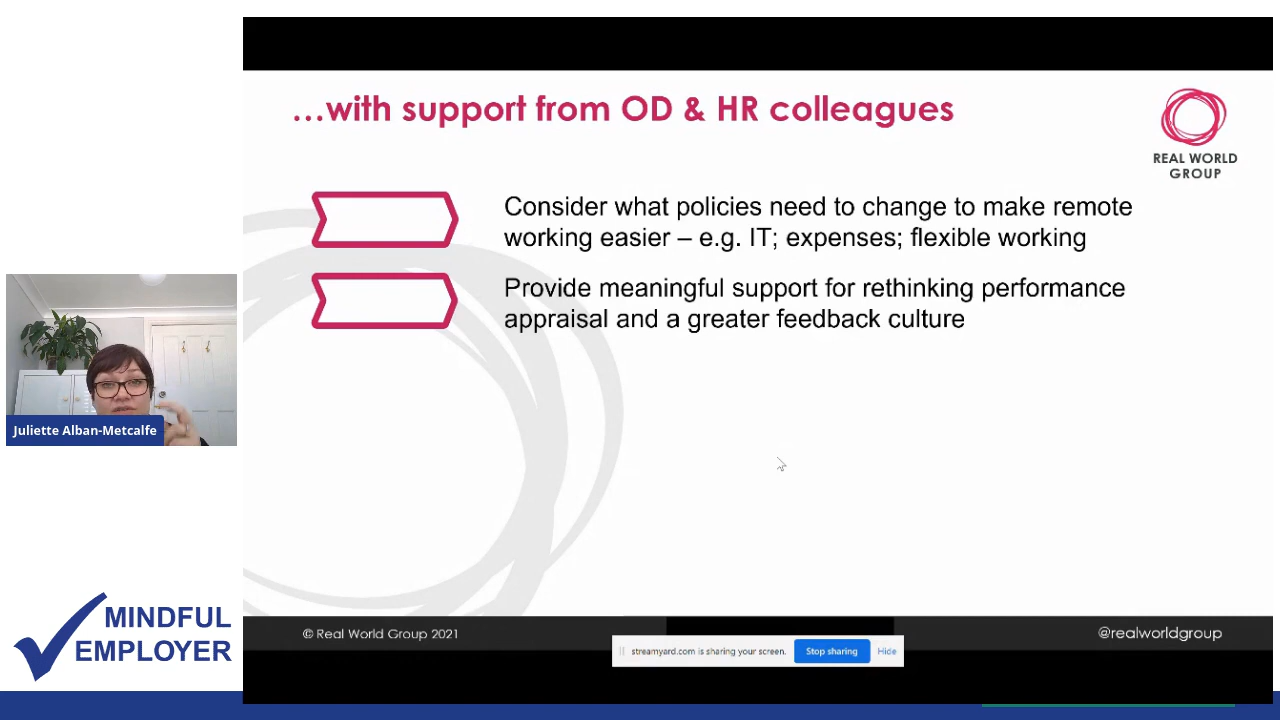 …with support from OD & HR colleagues
REAL WORLD
GROUP
Consider what policies need to change to make remote
working easier – e.g. IT; expenses; flexible working
Provide meaningful support for rethinking performance
appraisal and a greater feedback culture
Juliette Alban-Metcalfe
MINDFUL
EMPLOYER
© Real World Group 2021
@realworldgroup
streamyard.com is sharing your screen.
Stop sharing
Hide